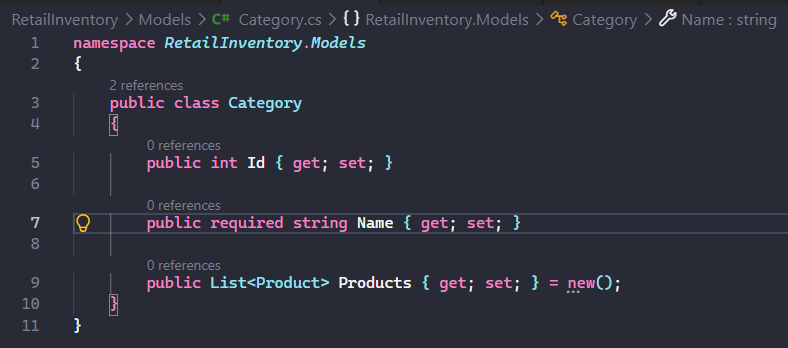 RetailInventory > Models > C# Category.cs > {} RetailInventory.Models > Category > Name : string
1 namespace RetailInventory.Models
2 {
2 references
3 public class Category
4 {
0 references
5 public int Id { get; set; }
6
0 references
7 public required string Name { get; set; }
8
0 references
9 public List<Product> Products { get; set; } = new();
10 }
11 }